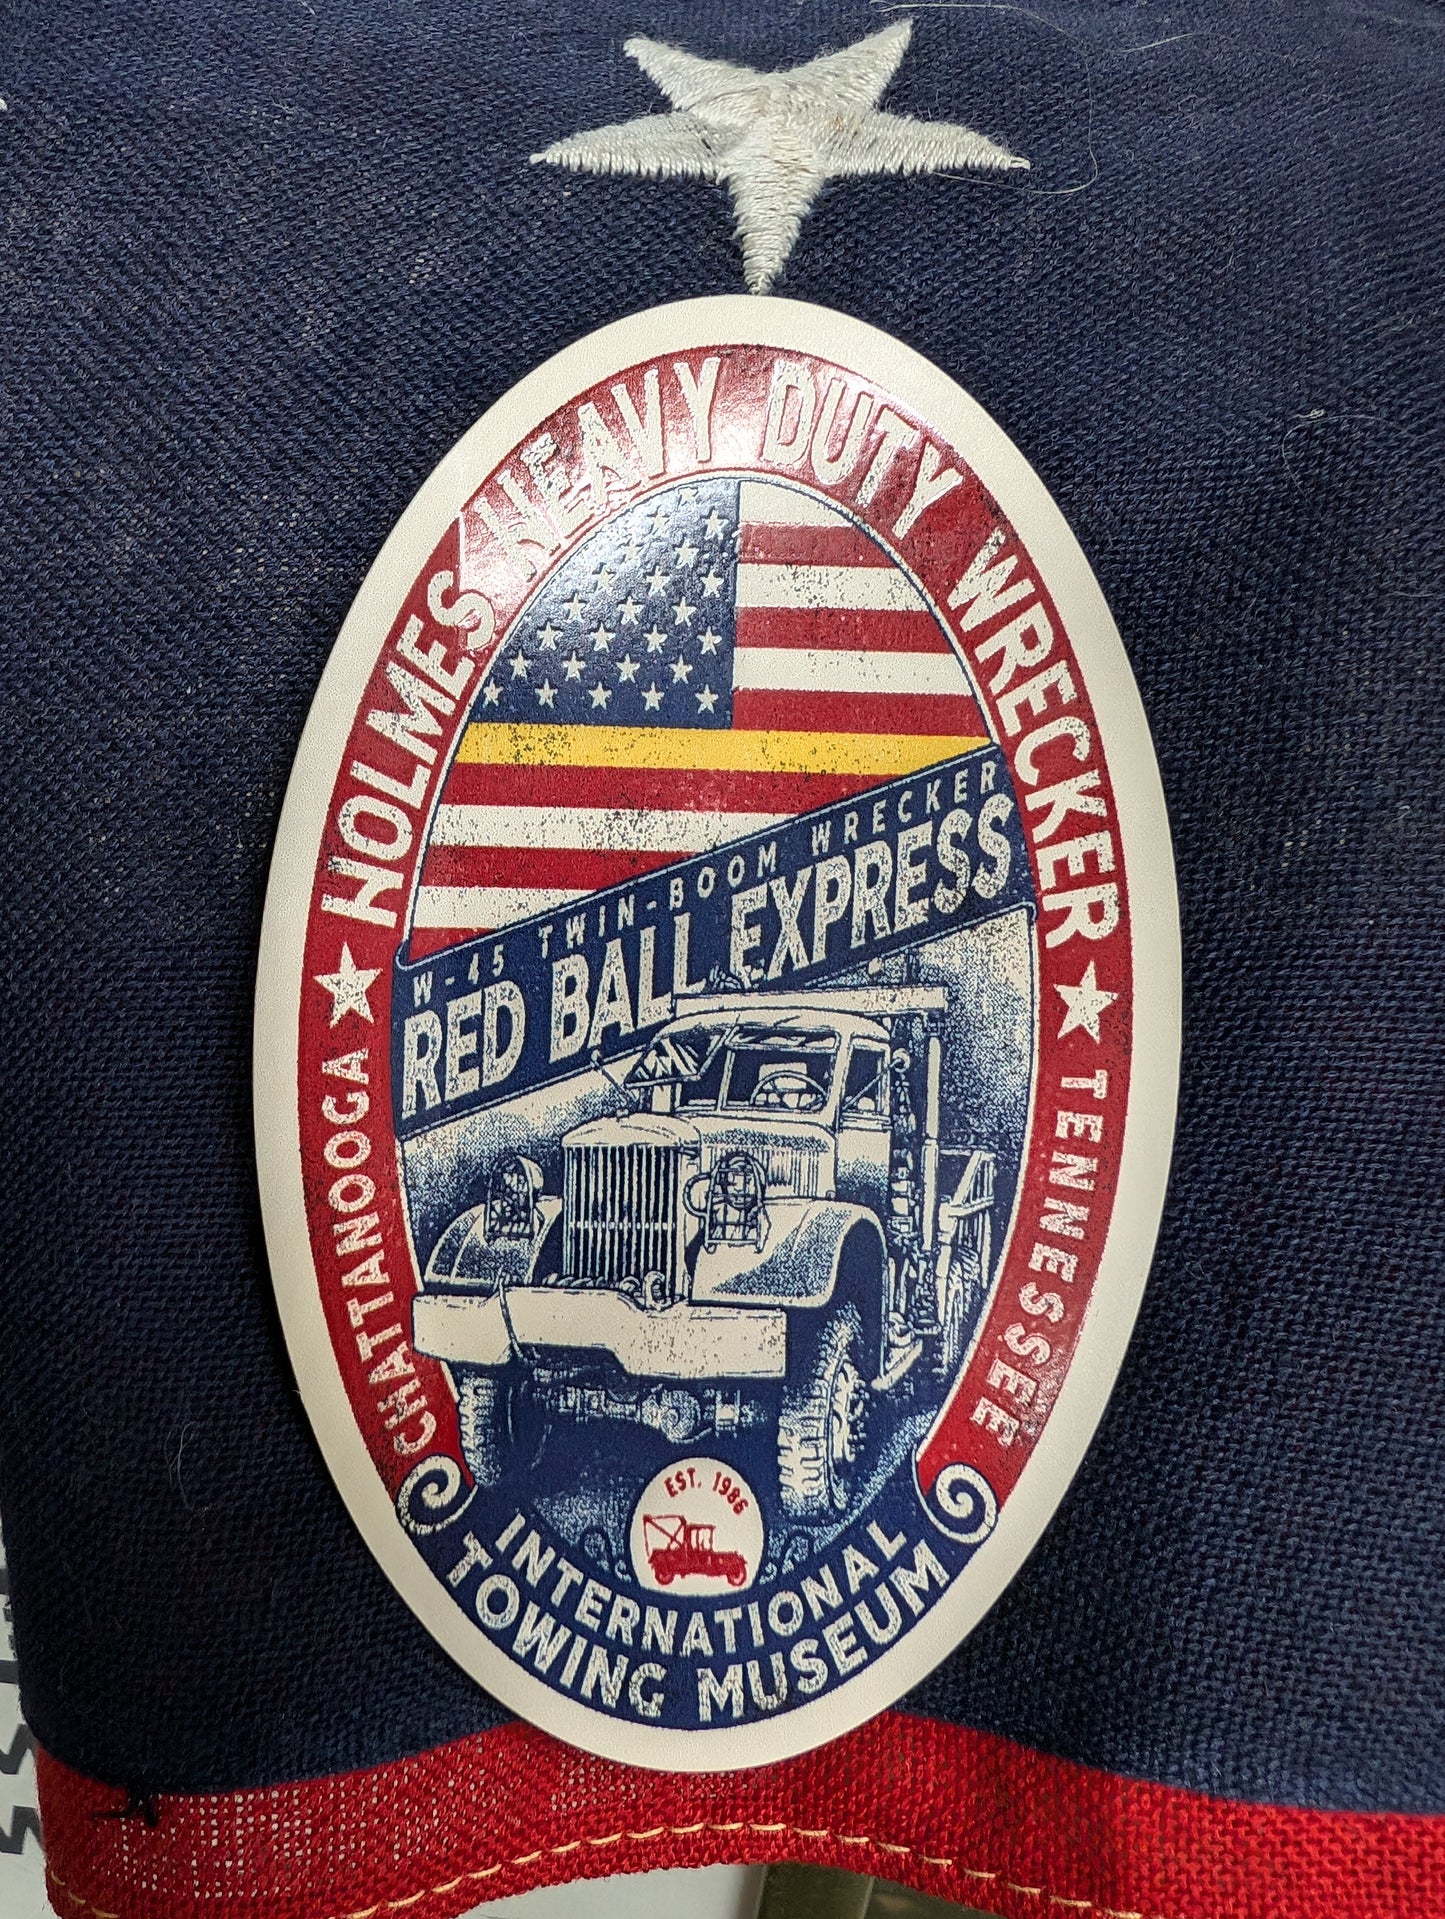 HOLMES HEAVY DUTY WRECKER
W-45 TWIN-BOOM WRECKER
RED BALL EXPRESS
CHATTANOOGA
TENNESSEE
EST. 1986
INTERNATIONAL
TOWING MUSEUM